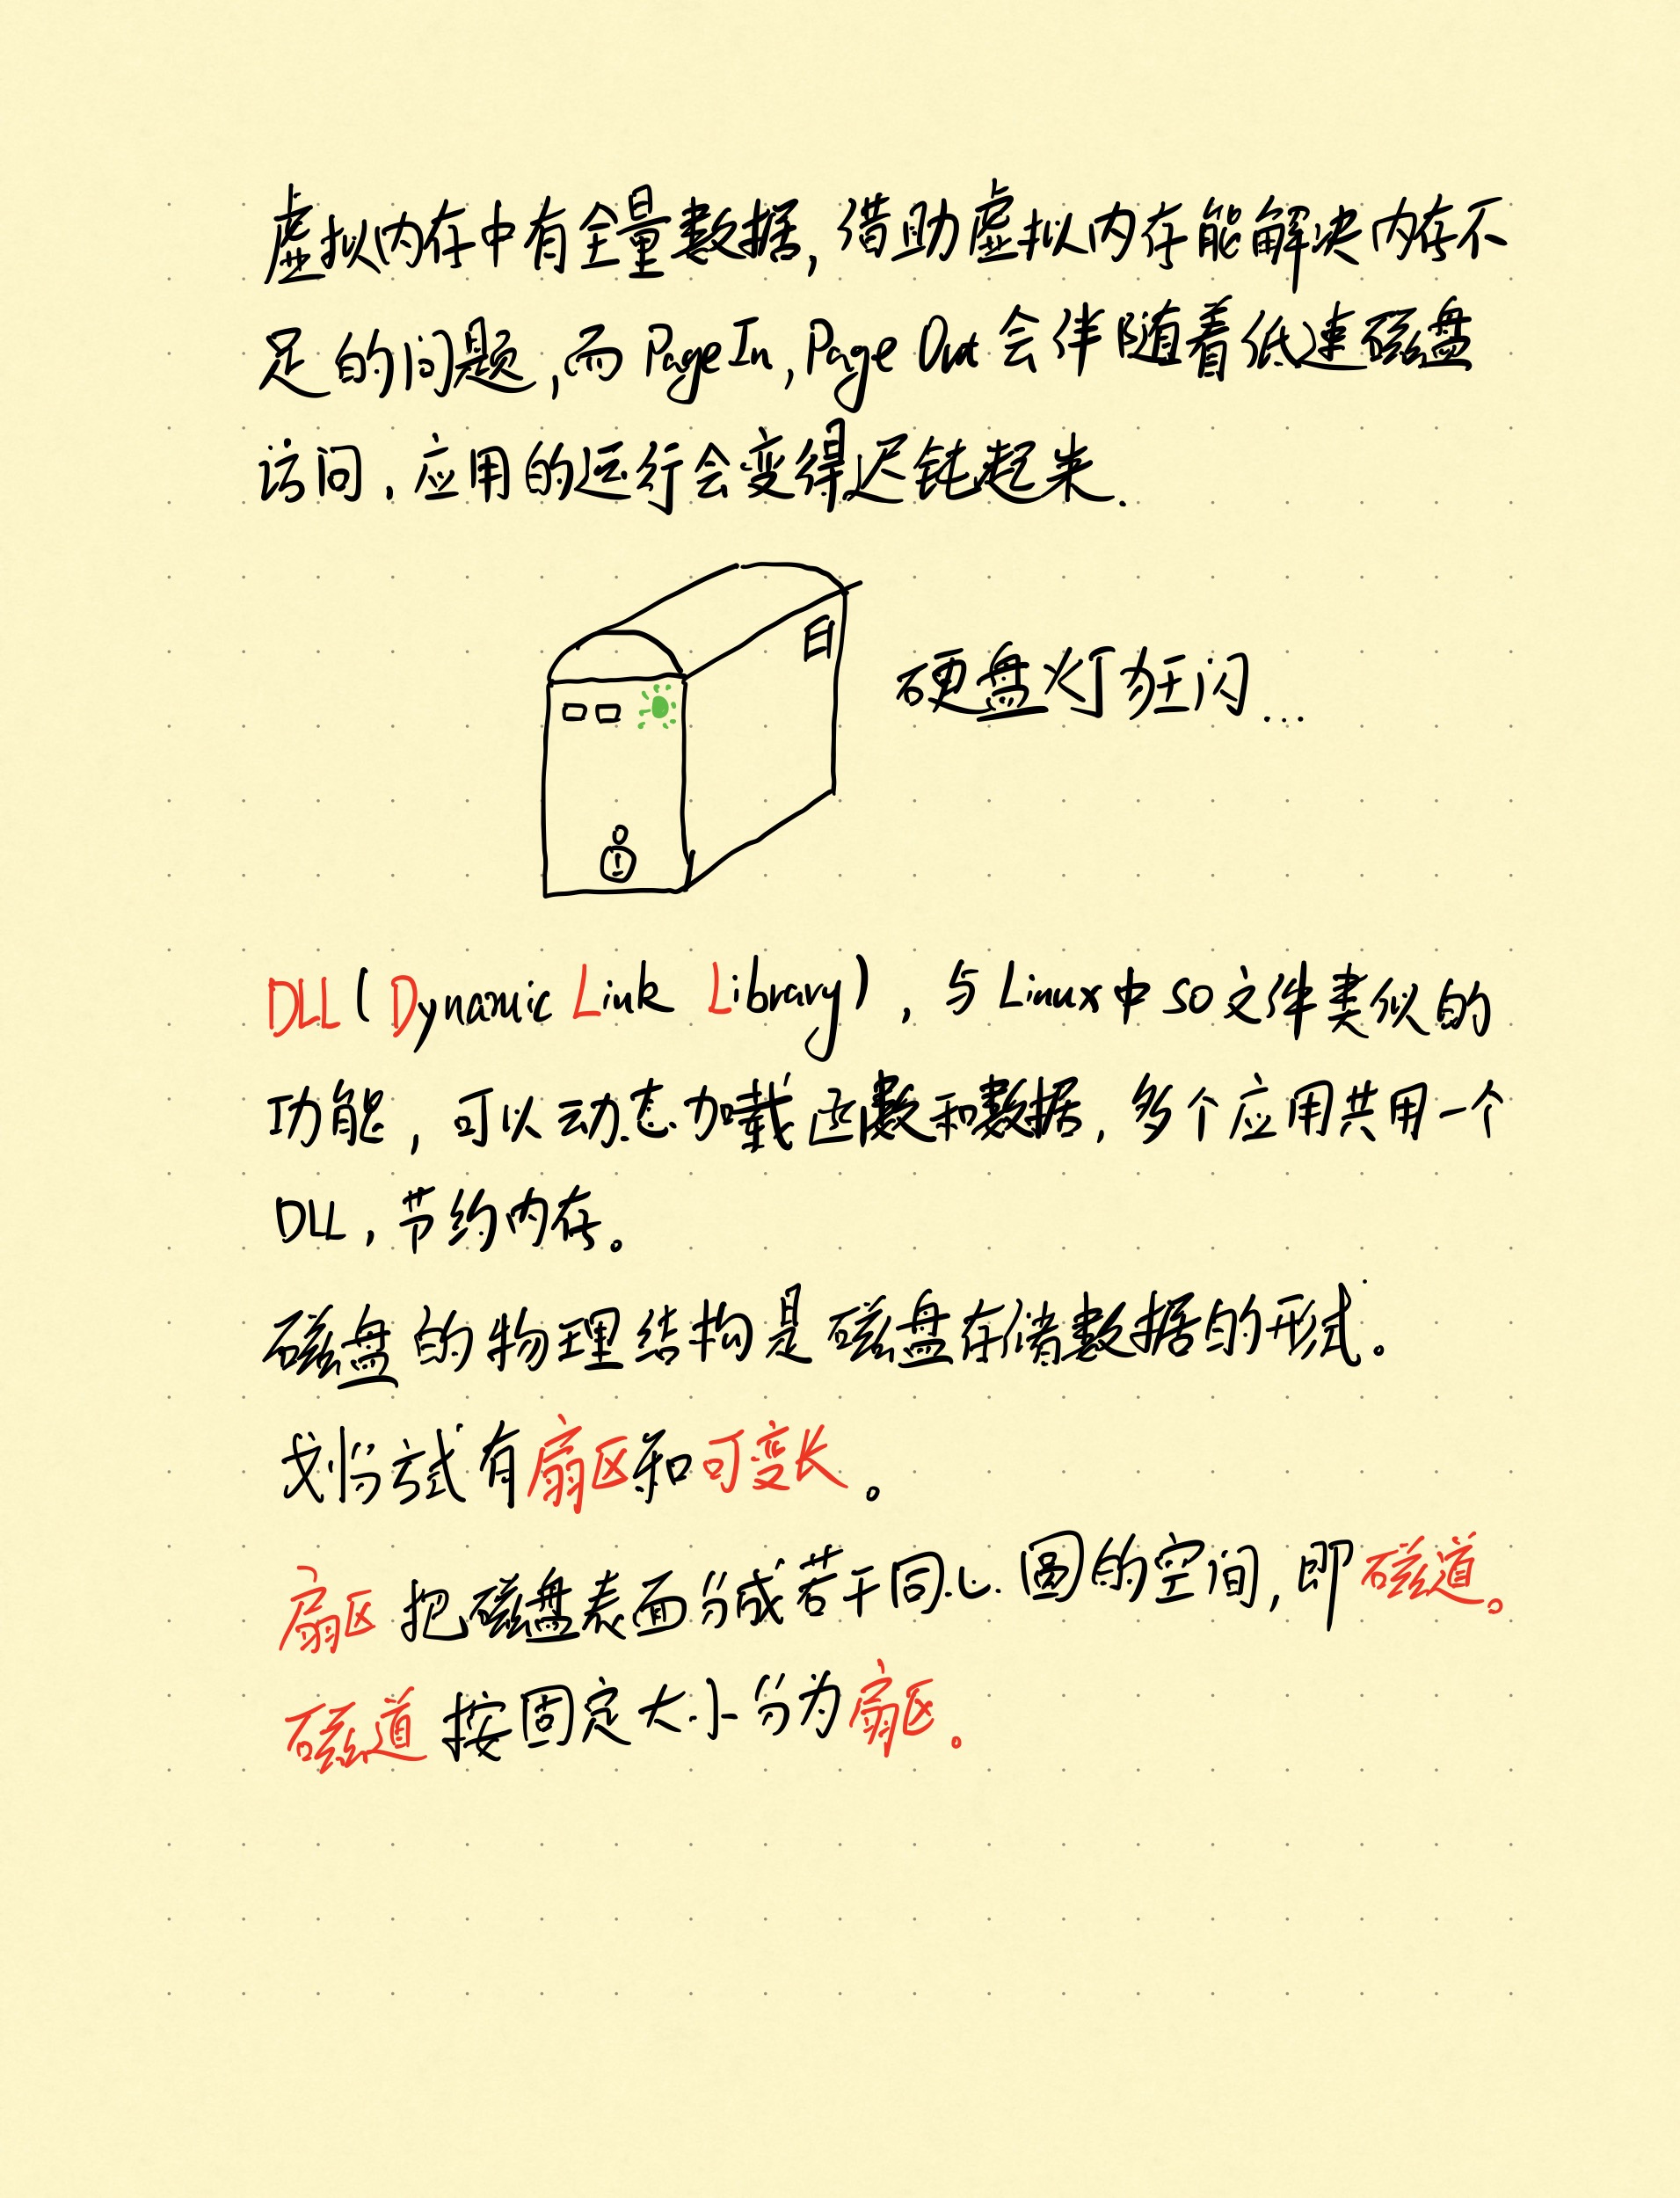 虚拟内存中有全量数据,借助虚拟内存能解决内存不
足的问题,而 Page In, Page Out 会伴随着低速磁盘
访问,应用的运行会变得迟钝起来.
硬盘灯狂闪...
DLL( Dynamic Link Library),与Linux中so文件类似的
功能,可以动态加载函数和数据,多个应用共用一个
DLL,节约内存。
磁盘的物理结构是磁盘存储数据的形式。
划分方式有扇区和可变长。
扇区把磁盘表面分成若干同心圆的空间,即磁道。
磁道按固定大小分为扇区。